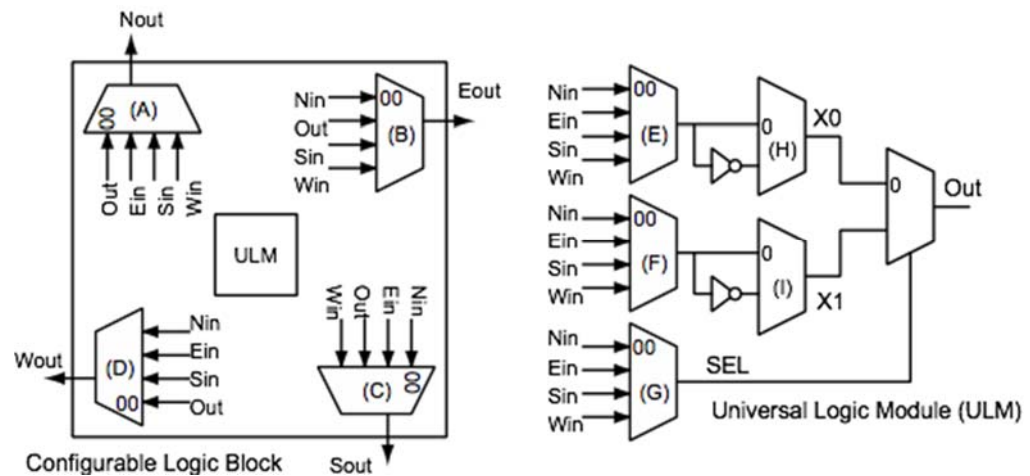 Nout
(A)
00
Out
Ein
Sin
Win
Nin
Out
Sin
Win
00
(B)
Eout
ULM
Wout
(D)
00
Nin
Ein
Sin
Out
Win
Out
Ein
Nin
(C)
00
Sout
Configurable Logic Block
Nin
Ein
Sin
Win
00
(E)
0
(H)
X0
Nin
Ein
Sin
Win
00
(F)
0
(I)
X1
0
Out
Nin
Ein
Sin
Win
00
(G)
SEL
Universal Logic Module (ULM)